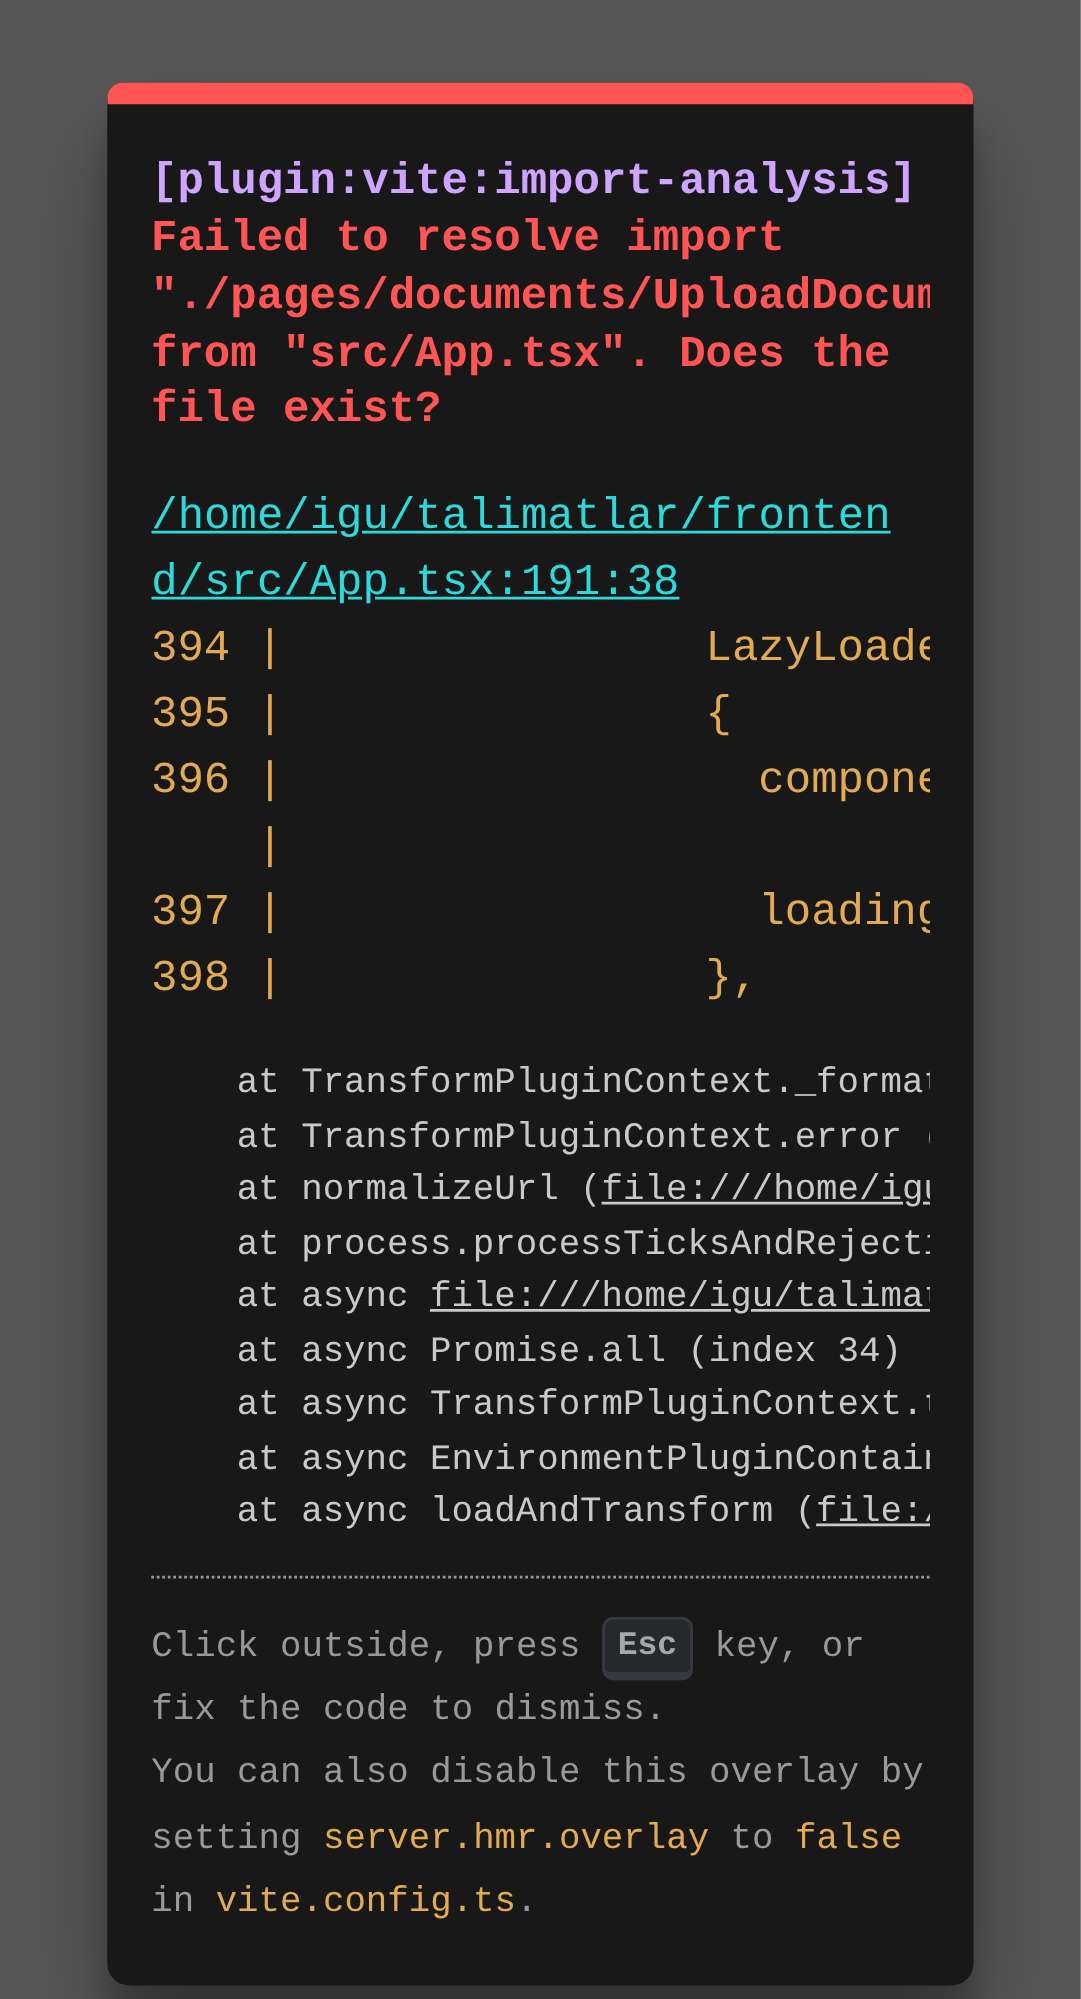 [plugin:vite:import-analysis]
Failed to resolve import
"./pages/documents/UploadDocum
from "src/App.tsx". Does the
file exist?
/home/igu/talimatlar/fronten
d/src/App.tsx:191:38
394 | LazyLoade
395 | {
396 | compone
|
397 | loading
398 | },
at TransformPluginContext._format
at TransformPluginContext.error (
at normalizeUrl (file:///home/igu
at process.processTicksAndRejecti
at async file:///home/igu/talimat
at async Promise.all (index 34)
at async TransformPluginContext.t
at async EnvironmentPluginContain
at async loadAndTransform (file:/
Click outside, press Esc key, or
fix the code to dismiss.
You can also disable this overlay by
setting server.hmr.overlay to false
in vite.config.ts.